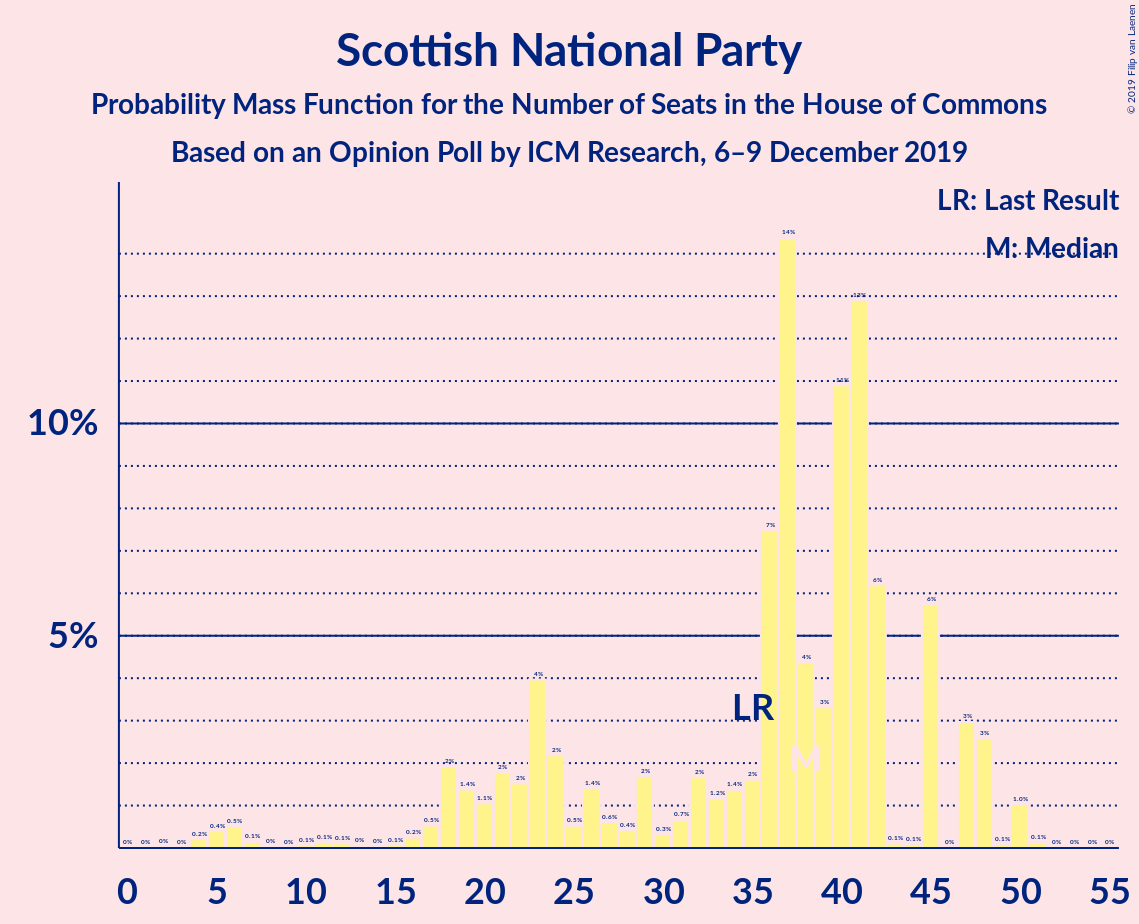 Scottish National Party
Probability Mass Function for the Number of Seats in the House of Commons
Based on an Opinion Poll by ICM Research, 6–9 December 2019
© 2019 Filip van Laenen
LR: Last Result
M: Median
10%
5%
0% 0% 0% 0% 0.2% 0.4% 0.5% 0.1% 0% 0% 0.1% 0.1% 0.1% 0% 0% 0.1% 0.2% 0.5% 2% 1.4% 1.1% 2% 2% 4% 2% 0.5% 1.4% 0.6% 0.4% 2% 0.3% 0.7% 2% 1.2% 1.4% 2% 7% 14% 4% 3% 11% 13% 6% 0.1% 0.1% 6% 0% 3% 3% 0.1% 1.0% 0.1% 0% 0% 0% 0%
LR
M
0 5 10 15 20 25 30 35 40 45 50 55